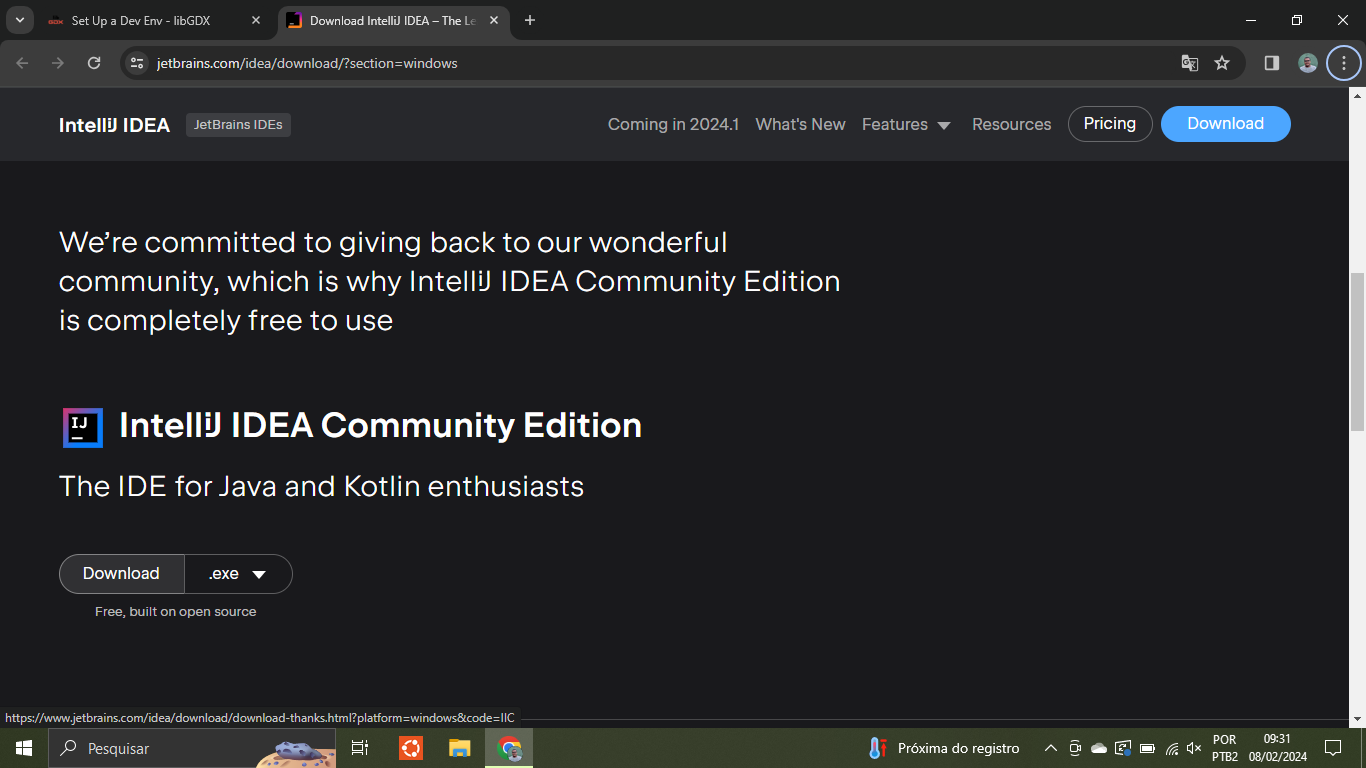 Set Up a Dev Env - libGDX
Download IntelliJ IDEA – The Le
jetbrains.com/idea/download/?section=windows
IntelliJ IDEA
JetBrains IDEs
Coming in 2024.1
What's New
Features
Resources
Pricing
Download
We’re committed to giving back to our wonderful
community, which is why IntelliJ IDEA Community Edition
is completely free to use
IJ
IntelliJ IDEA Community Edition
The IDE for Java and Kotlin enthusiasts
Download
.exe
Free, built on open source
https://www.jetbrains.com/idea/download/download-thanks.html?platform=windows&code=IIC
Pesquisar
Próxima do registro
POR
PTB2
09:31
08/02/2024